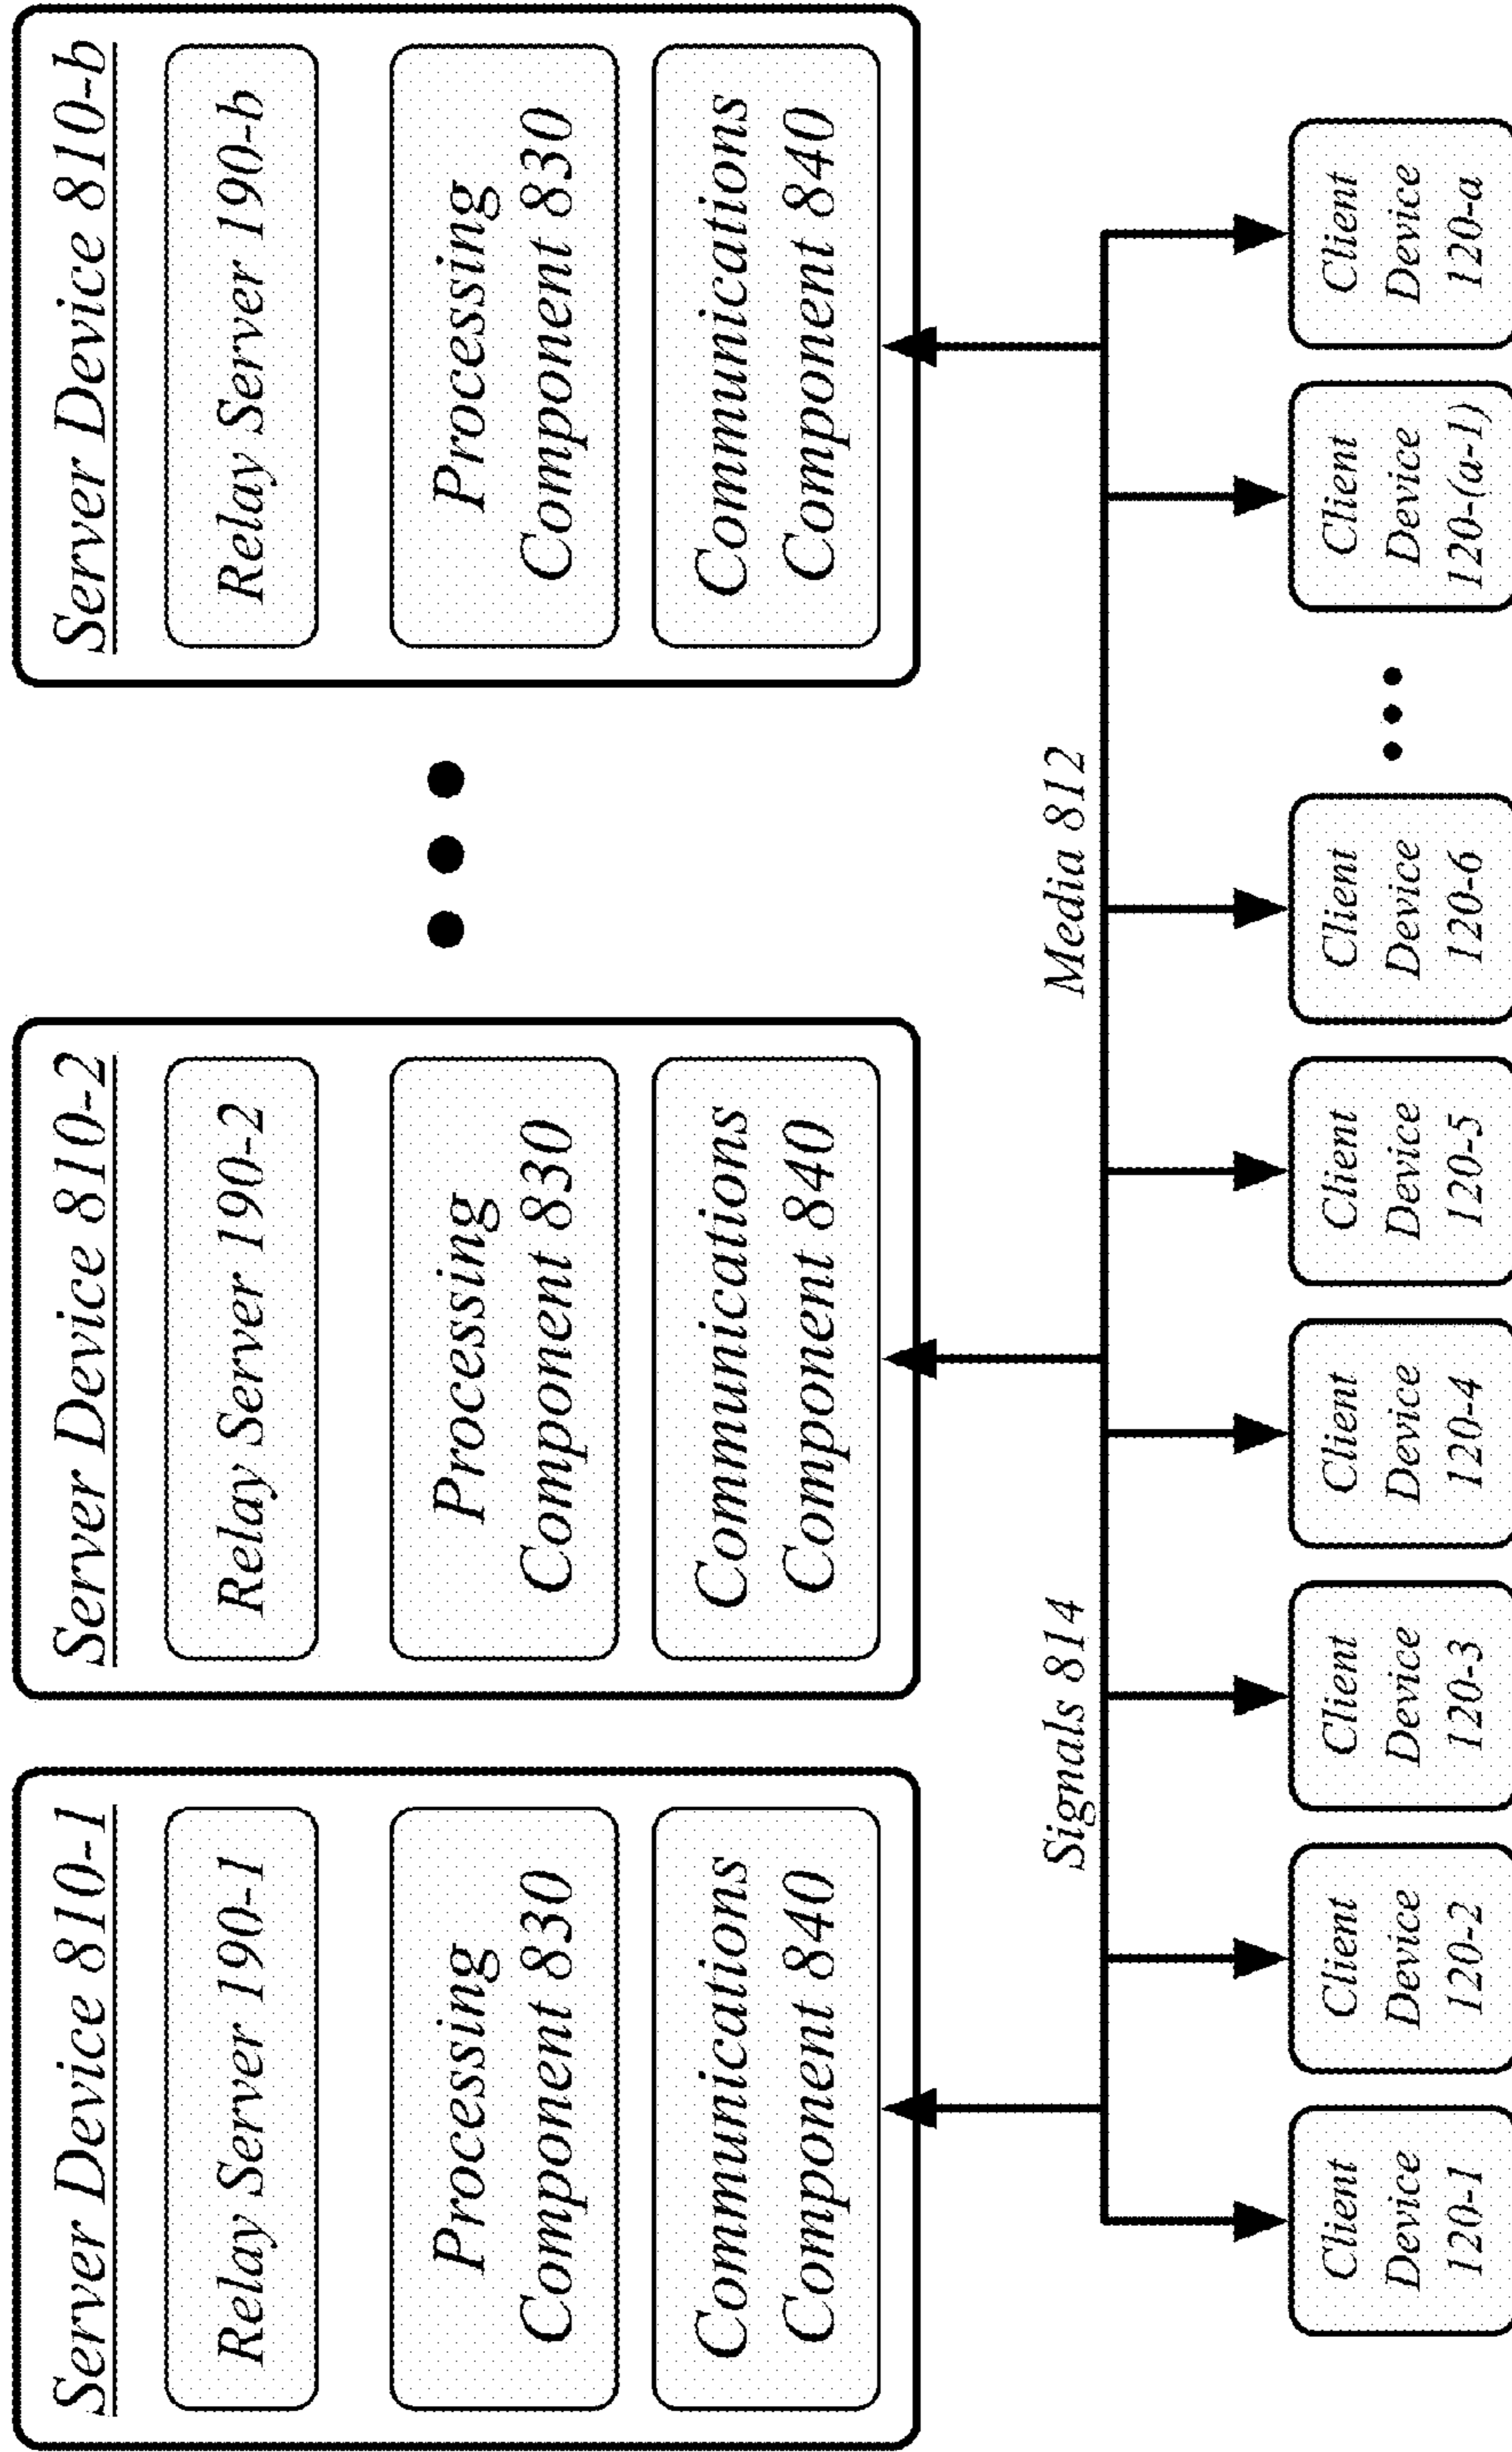 Server Device 810-1
Relay Server 190-1
Processing
Component 830
Communications
Component 840
Server Device 810-2
Relay Server 190-2
Processing
Component 830
Communications
Component 840
Server Device 810-b
Relay Server 190-b
Processing
Component 830
Communications
Component 840
Signals 814
Media 812
Client
Device
120-1
Client
Device
120-2
Client
Device
120-3
Client
Device
120-4
Client
Device
120-5
Client
Device
120-6
Client
Device
120-(a-1)
Client
Device
120-a